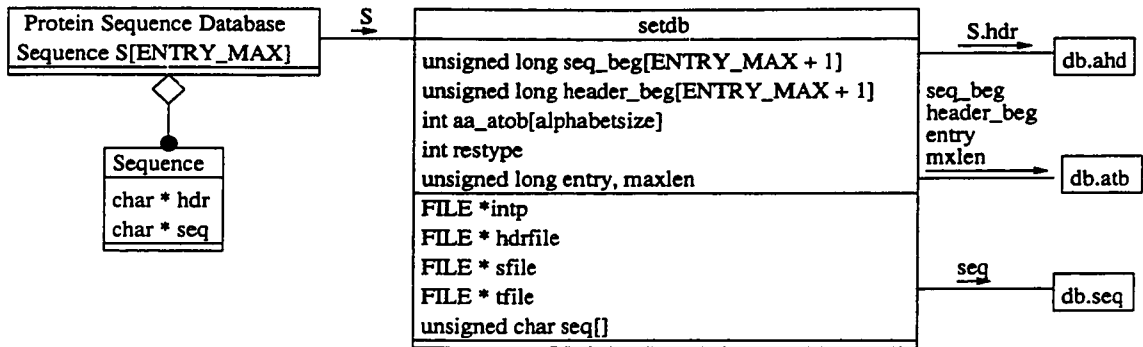 Protein Sequence Database
Sequence S[ENTRY_MAX]
S
Sequence
char * hdr
char * seq
setdb
unsigned long seq_beg[ENTRY_MAX + 1]
unsigned long header_beg[ENTRY_MAX + 1]
int aa_atob[alphabetsize]
int restype
unsigned long entry, maxlen
FILE *intp
FILE * hdrfile
FILE * sfile
FILE * tfile
unsigned char seq[]
S.hdr
db.ahd
seq_beg
header_beg
entry
mxlen
db.atb
seq
db.seq